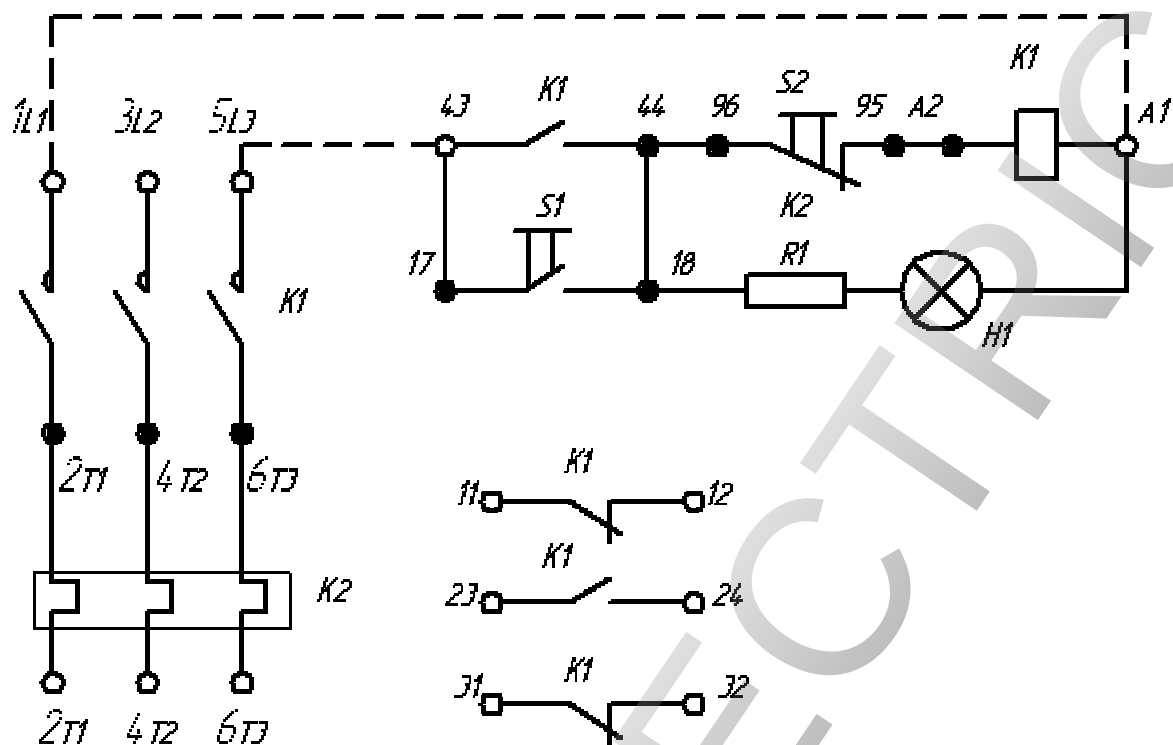 K1
S2
1L1 3L2 5L3 43 K1 44 96 95 A2 A1
K2
S1
17 18 R1
K1 H1
2T1 4T2 6T3
K1
11 12
K1
K2 23 24
K1
31 32
2T1 4T2 6T3
ECTRIC